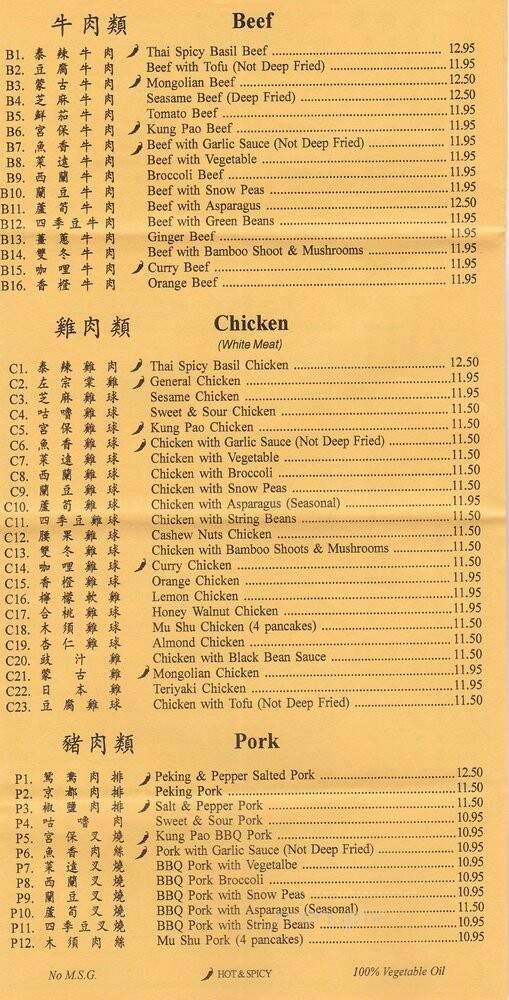 牛肉類 Beef
B1. 泰辣牛肉 Thai Spicy Basil Beef 12.95
B2. 豆腐牛肉 Beef with Tofu (Not Deep Fried) 11.95
B3. 蒙古牛肉 Mongolian Beef 12.50
B4. 芝麻牛肉 Seasame Beef (Deep Fried) 12.50
B5. 鮮茄牛肉 Tomato Beef 11.95
B6. 宮保牛肉 Kung Pao Beef 11.95
B7. 魚香牛肉 Beef with Garlic Sauce (Not Deep Fried) 11.95
B8. 菜遠牛肉 Beef with Vegetable 11.95
B9. 西蘭牛肉 Broccoli Beef 11.95
B10. 蘭豆牛肉 Beef with Snow Peas 11.95
B11. 蘆筍牛肉 Beef with Asparagus 12.50
B12. 四季豆牛肉 Beef with Green Beans 11.95
B13. 薑蔥牛肉 Ginger Beef 11.95
B14. 雙冬牛肉 Beef with Bamboo Shoot & Mushrooms 11.95
B15. 咖哩牛肉 Curry Beef 11.95
B16. 香橙牛肉 Orange Beef 11.95
雞肉類 Chicken
(White Meat)
C1. 泰辣雞肉 Thai Spicy Basil Chicken 12.50
C2. 左宗棠雞 General Chicken 11.95
C3. 芝麻雞球 Sesame Chicken 11.95
C4. 咕嚕雞球 Sweet & Sour Chicken 11.50
C5. 宮保雞球 Kung Pao Chicken 11.50
C6. 魚香雞球 Chicken with Garlic Sauce (Not Deep Fried) 11.50
C7. 菜遠雞球 Chicken with Vegetable 11.50
C8. 西蘭雞球 Chicken with Broccoli 11.50
C9. 蘭豆雞球 Chicken with Snow Peas 11.50
C10. 蘆筍雞球 Chicken with Asparagus (Seasonal) 11.95
C11. 四季豆雞球 Chicken with String Beans 11.50
C12. 腰果雞球 Cashew Nuts Chicken 11.50
C13. 雙冬雞球 Chicken with Bamboo Shoots & Mushrooms 11.50
C14. 咖哩雞球 Curry Chicken 11.50
C15. 香橙雞球 Orange Chicken 11.95
C16. 檸檬軟雞 Lemon Chicken 11.95
C17. 合桃雞球 Honey Walnut Chicken 11.95
C18. 木須雞球 Mu Shu Chicken (4 pancakes) 11.50
C19. 杏仁雞球 Almond Chicken 11.50
C20. 豉汁雞 Chicken with Black Bean Sauce 11.50
C21. 蒙古雞 Mongolian Chicken 11.95
C22. 日本雞 Teriyaki Chicken 11.95
C23. 豆腐雞球 Chicken with Tofu (Not Deep Fried) 11.50
豬肉類 Pork
P1. 鴛鴦肉排 Peking & Pepper Salted Pork 12.50
P2. 京都肉排 Peking Pork 11.50
P3. 椒鹽肉排 Salt & Pepper Pork 11.50
P4. 咕嚕肉 Sweet & Sour Pork 10.95
P5. 宮保叉燒 Kung Pao BBQ Pork 10.95
P6. 魚香肉絲 Pork with Garlic Sauce (Not Deep Fried) 10.95
P7. 菜遠叉燒 BBQ Pork with Vegetalbe 10.95
P8. 西蘭叉燒 BBQ Pork Broccoli 10.95
P9. 蘭豆叉燒 BBQ Pork with Snow Peas 10.95
P10. 蘆筍叉燒 BBQ Pork with Asparagus (Seasonal) 11.50
P11. 四季豆叉燒 BBQ Pork with String Beans 10.95
P12. 木須肉絲 Mu Shu Pork (4 pancakes) 10.95
No M.S.G. HOT & SPICY 100% Vegetable Oil